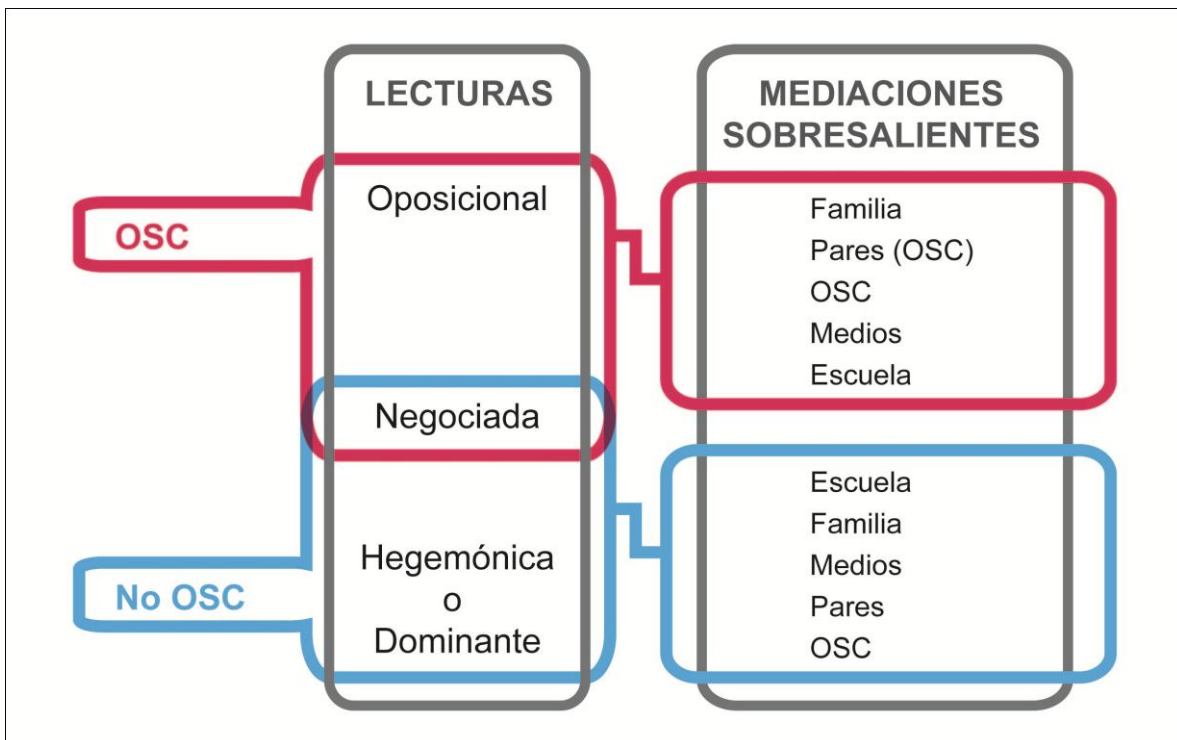 LECTURAS
MEDIACIONES
SOBRESALIENTES
OSC
Oposicional
Negociada
No OSC
Hegemónica
o
Dominante
Familia
Pares (OSC)
OSC
Medios
Escuela
Escuela
Familia
Medios
Pares
OSC